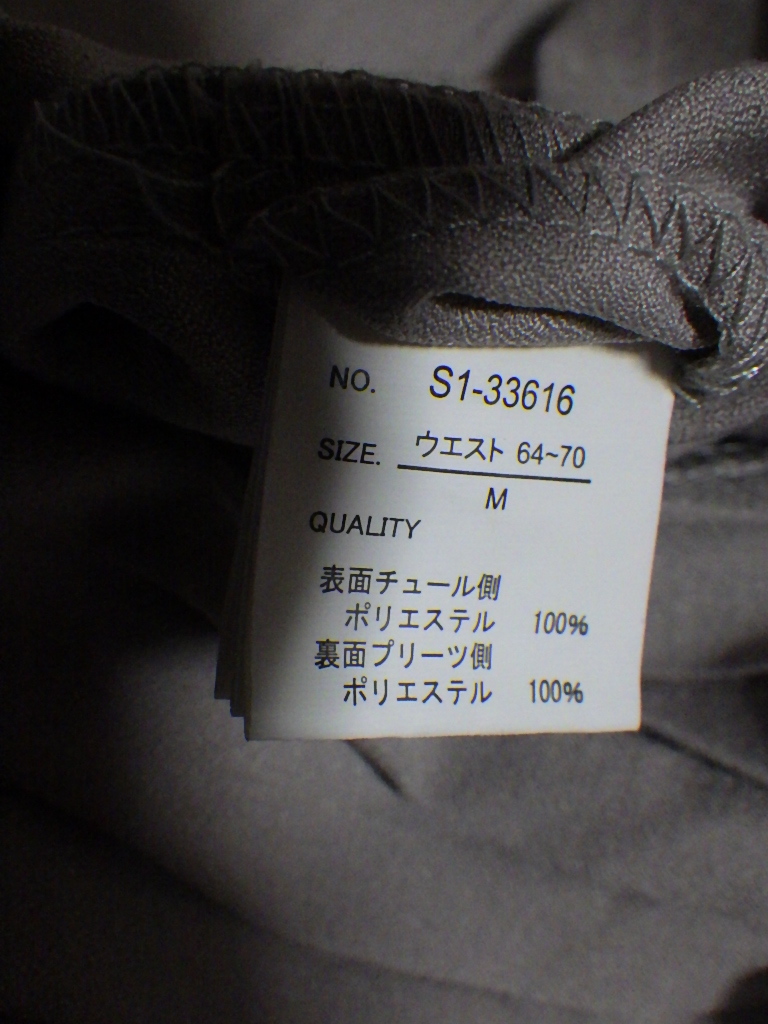 NO. S1-33616
SIZE. ウエスト 64~70
M
QUALITY
表面チュール側
ポリエステル 100%
裏面プリーツ側
ポリエステル 100%